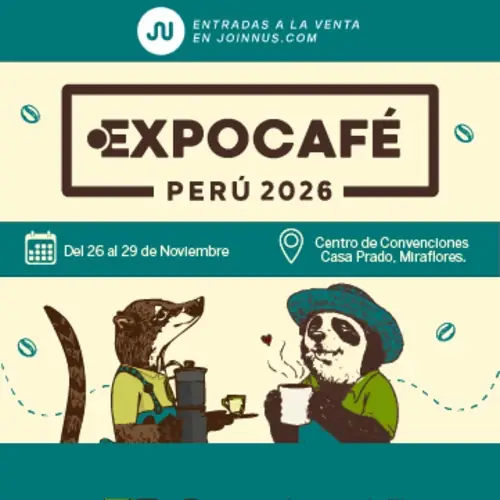 ENTRADAS A LA VENTA
EN JOINNUS.COM
EXPOCAFÉ
PERÚ 2026
Del 26 al 29 de Noviembre
Centro de Convenciones
Casa Prado, Miraflores.